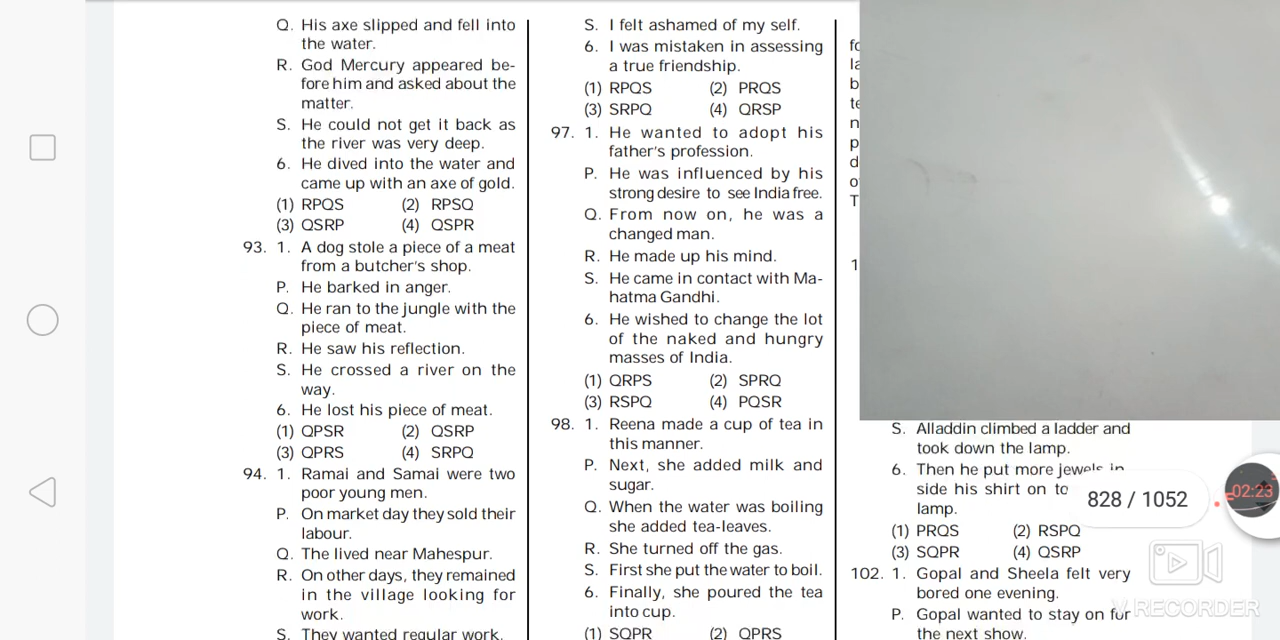 Q. His axe slipped and fell into
the water.
R. God Mercury appeared be-
fore him and asked about the
matter.
S. He could not get it back as
the river was very deep.
6. He dived into the water and
came up with an axe of gold.
(1) RPQS (2) RPSQ
(3) QSRP (4) QSPR
93. 1. A dog stole a piece of a meat
from a butcher's shop.
P. He barked in anger.
Q. He ran to the jungle with the
piece of meat.
R. He saw his reflection.
S. He crossed a river on the
way.
6. He lost his piece of meat.
(1) QPSR (2) QSRP
(3) QPRS (4) SRPQ
94. 1. Ramai and Samai were two
poor young men.
P. On market day they sold their
labour.
Q. The lived near Mahespur.
R. On other days, they remained
in the village looking for
work.
S. They wanted regular work.
S. I felt ashamed of my self.
6. I was mistaken in assessing
a true friendship.
(1) RPQS (2) PRQS
(3) SRPQ (4) QRSP
97. 1. He wanted to adopt his
father's profession.
P. He was influenced by his
strong desire to see India free.
Q. From now on, he was a
changed man.
R. He made up his mind.
S. He came in contact with Ma-
hatma Gandhi.
6. He wished to change the lot
of the naked and hungry
masses of India.
(1) QRPS (2) SPRQ
(3) RSPQ (4) PQSR
98. 1. Reena made a cup of tea in
this manner.
P. Next, she added milk and
sugar.
Q. When the water was boiling
she added tea-leaves.
R. She turned off the gas.
S. First she put the water to boil.
6. Finally, she poured the tea
into cup.
(1) SQPR (2) QPRS
S. Alladdin climbed a ladder and
took down the lamp.
6. Then he put more jewels in
side his shirt on to
lamp.
(1) PRQS (2) RSPQ
(3) SQPR (4) QSRP
102. 1. Gopal and Sheela felt very
bored one evening.
P. Gopal wanted to stay on for
the next show.
828 / 1052
02:23
V RECORDER